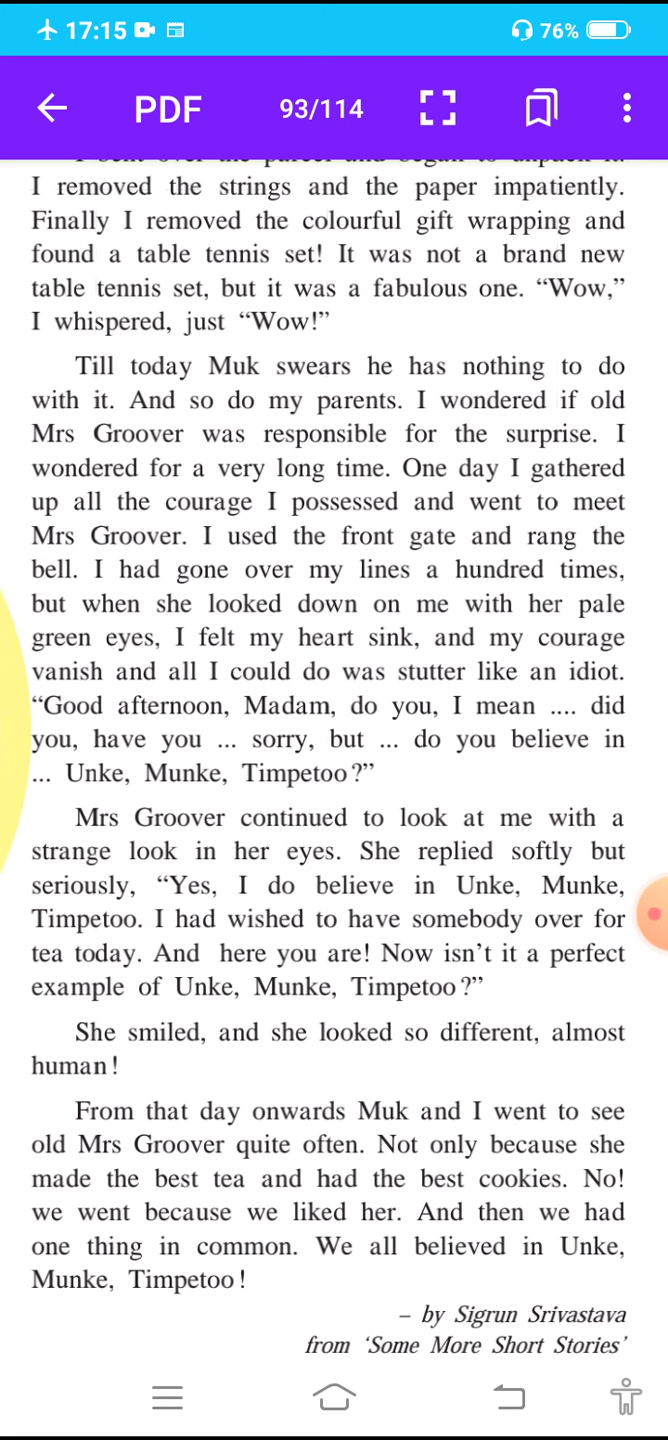 17:15
76%
PDF 93/114
I removed the strings and the paper impatiently.
Finally I removed the colourful gift wrapping and
found a table tennis set! It was not a brand new
table tennis set, but it was a fabulous one. “Wow,”
I whispered, just “Wow!”
Till today Muk swears he has nothing to do
with it. And so do my parents. I wondered if old
Mrs Groover was responsible for the surprise. I
wondered for a very long time. One day I gathered
up all the courage I possessed and went to meet
Mrs Groover. I used the front gate and rang the
bell. I had gone over my lines a hundred times,
but when she looked down on me with her pale
green eyes, I felt my heart sink, and my courage
vanish and all I could do was stutter like an idiot.
“Good afternoon, Madam, do you, I mean .... did
you, have you ... sorry, but ... do you believe in
... Unke, Munke, Timpetoo?”
Mrs Groover continued to look at me with a
strange look in her eyes. She replied softly but
seriously, “Yes, I do believe in Unke, Munke,
Timpetoo. I had wished to have somebody over for
tea today. And here you are! Now isn’t it a perfect
example of Unke, Munke, Timpetoo?”
She smiled, and she looked so different, almost
human!
From that day onwards Muk and I went to see
old Mrs Groover quite often. Not only because she
made the best tea and had the best cookies. No!
we went because we liked her. And then we had
one thing in common. We all believed in Unke,
Munke, Timpetoo!
– by Sigrun Srivastava
from ‘Some More Short Stories’